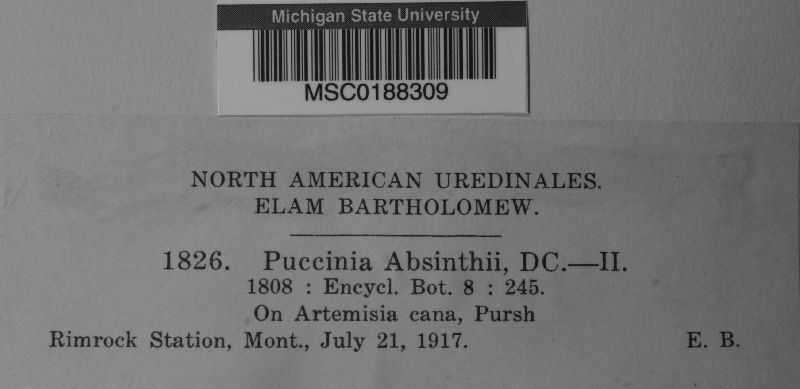 Michigan State University
MSC0188309
NORTH AMERICAN UREDINALES.
ELAM BARTHOLOMEW.
1826. Puccinia Absinthii, DC.—II.
1808 : Encycl. Bot. 8 : 245.
On Artemisia cana, Pursh
Rimrock Station, Mont., July 21, 1917. E. B.